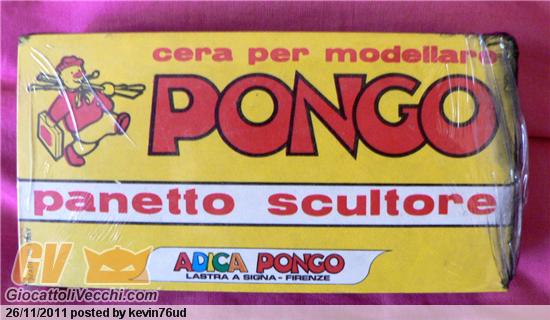 cera per modellare
PONGO
panetto scultore
ADICA PONGO
LASTRA A SIGNA - FIRENZE
GV
GiocattoliVecchi.com
26/11/2011 posted by kevin76ud